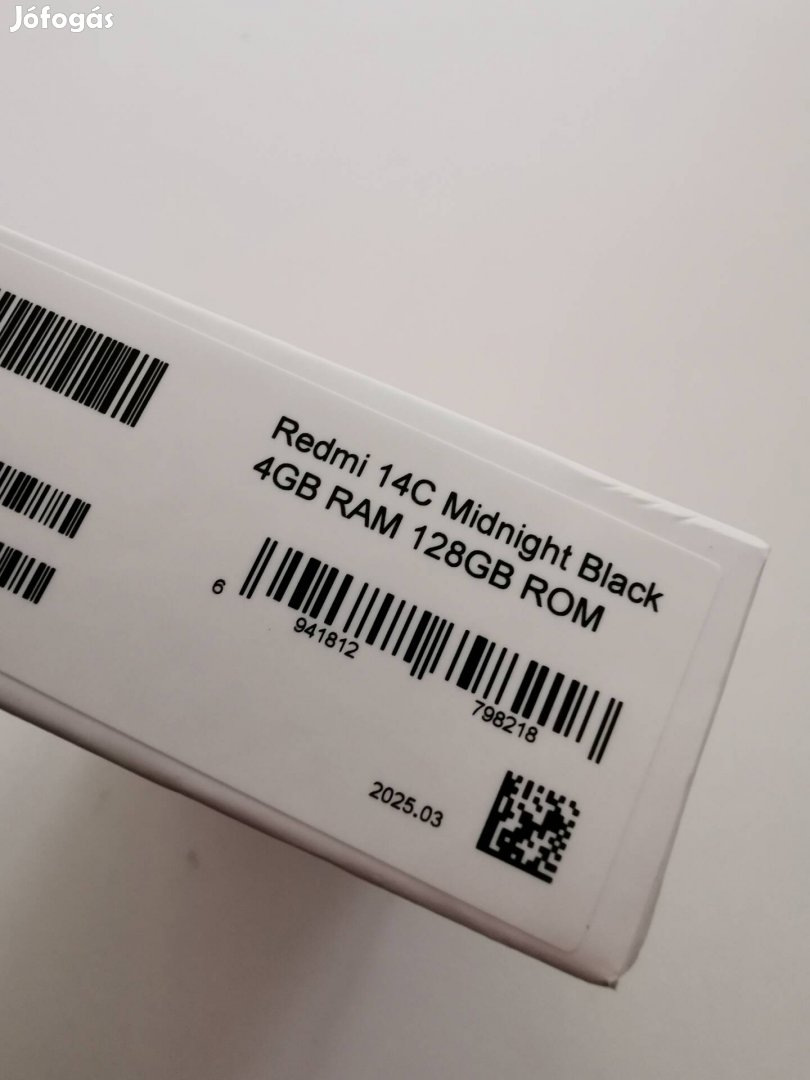 Jófogás
Redmi 14C Midnight Black
4GB RAM 128GB ROM
6 941812 798218
2025.03